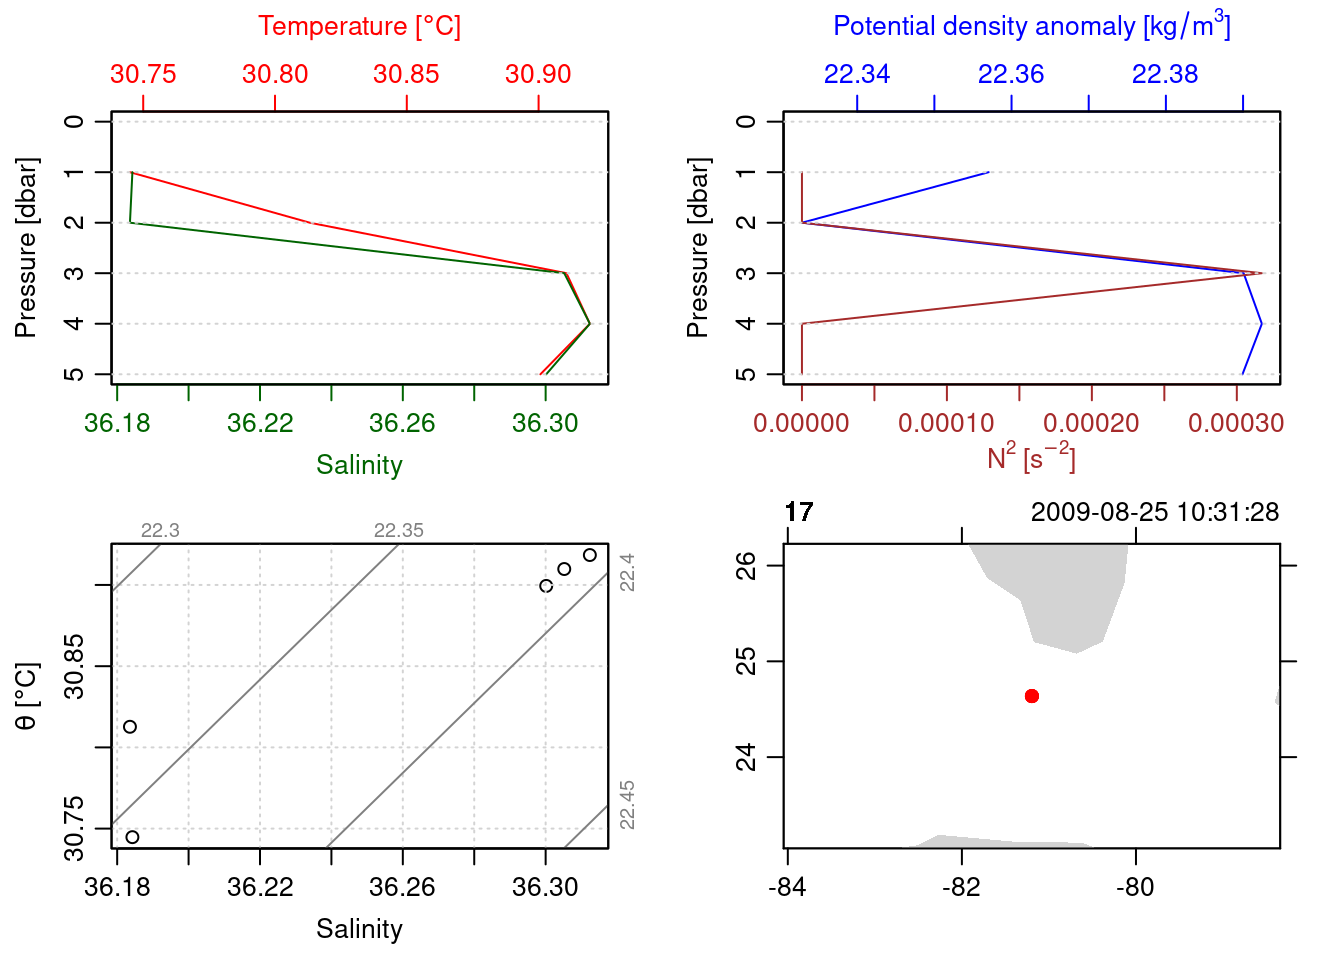 Temperature [°C]
30.75 30.80 30.85 30.90
Pressure [dbar]
0 1 2 3 4 5
36.18 36.22 36.26 36.30
Salinity
Potential density anomaly [kg/m³]
22.34 22.36 22.38
Pressure [dbar]
0 1 2 3 4 5
0.00000 0.00010 0.00020 0.00030
N² [s⁻²]
22.3 22.35
22.4
22.45
θ [°C]
30.85
30.75
36.18 36.22 36.26 36.30
Salinity
17 2009-08-25 10:31:28
26
25
24
-84 -82 -80